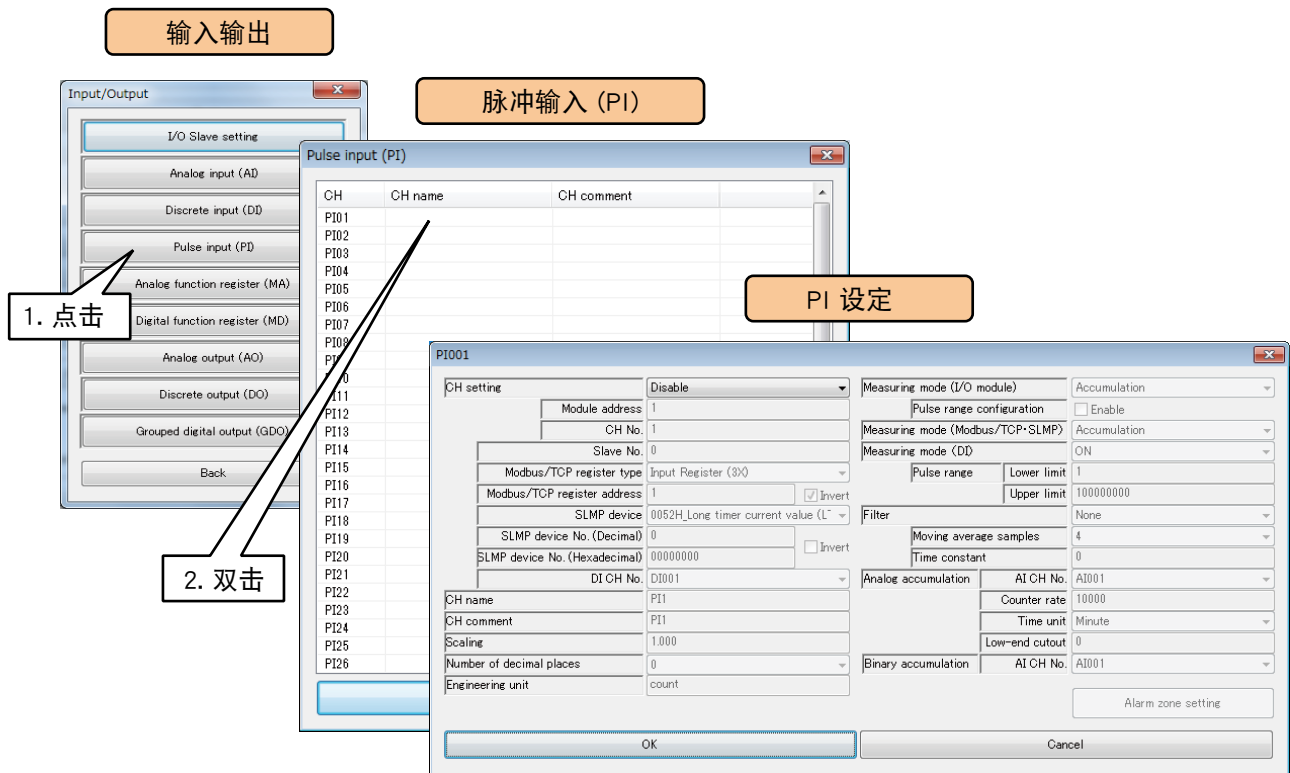 输入输出
Input/Output
I/O Slave setting
Analog input (AI)
Discrete input (DI)
Pulse input (PI)
Analog function register (MA)
Digital function register (MD)
Analog output (AO)
Discrete output (DO)
Grouped digital output (GDO)
Back
1. 点击
脉冲输入 (PI)
Pulse input (PI)
CH CH name CH comment
PI01
PI02
PI03
PI04
PI05
PI06
PI07
PI08
PI11
PI12
PI13
PI14
PI15
PI16
PI17
PI18
PI19
PI20
PI21
PI22
PI23
PI24
PI25
PI26
2. 双击
PI 设定
PI001
CH setting Disable
Module address 1
CH No. 1
Slave No. 0
Modbus/TCP register type Input Register (3X)
Modbus/TCP register address 1 Invert
SLMP device 0052H_Long timer current value
SLMP device No. (Decimal) 0
Invert
SLMP device No. (Hexadecimal) 00000000
DI CH No. DI001
CH name PI1
CH comment PI1
Scaling 1.000
Number of decimal places 0
Engineering unit count
Measuring mode (I/O module) Accumulation
Pulse range configuration Enable
Measuring mode (Modbus/TCP・SLMP) Accumulation
Measuring mode (DI) ON
Pulse range Lower limit 1
Upper limit 100000000
Filter None
Moving average samples 4
Time constant 0
Analog accumulation AI CH No. AI001
Counter rate 10000
Time unit Minute
Low-end cutout 0
Binary accumulation AI CH No. AI001
Alarm zone setting
OK Cancel